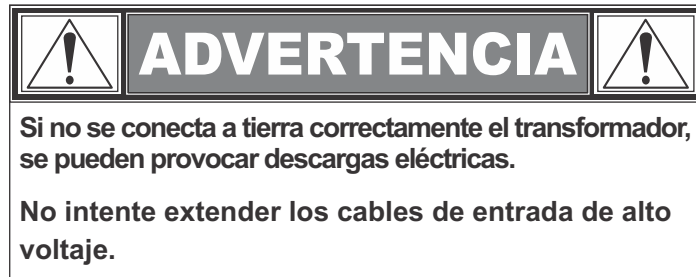 ADVERTENCIA
Si no se conecta a tierra correctamente el transformador,
se pueden provocar descargas eléctricas.
No intente extender los cables de entrada de alto
voltaje.